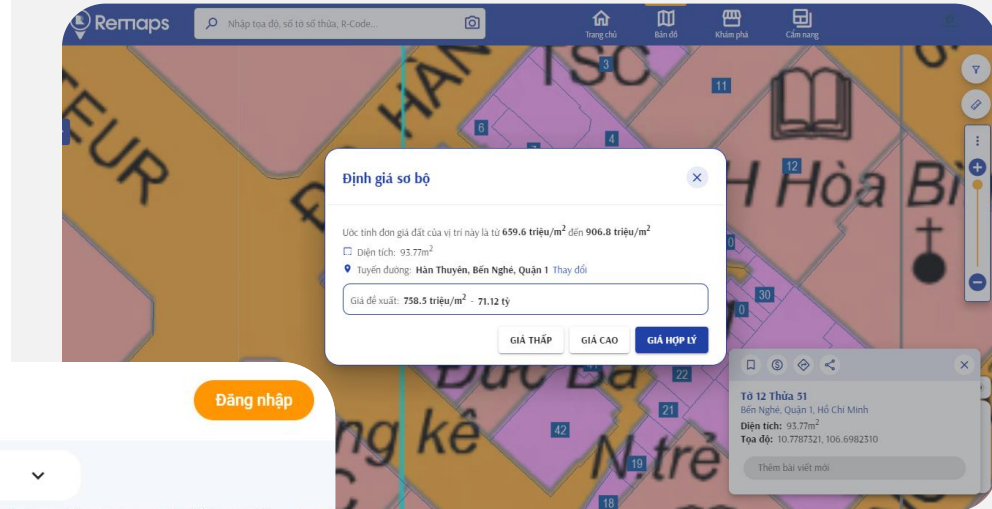 Remaps
Nhập tọa độ, số tờ số thửa, R-Code...
Trang chủ
Bản đồ
Khám phá
Cẩm nang
TEUR
HÀN
TSC
3
11
6
4
12
H Hòa Bì
Định giá sơ bộ
Ước tính đơn giá đất của vị trí này là từ 659.6 triệu/m² đến 906.8 triệu/m²
Diện tích: 93.77m²
Tuyến đường: Hàn Thuyên, Bến Nghé, Quận 1 Thay đổi
Giá đề xuất: 758.5 triệu/m² - 71.12 tỷ
GIÁ THẤP
GIÁ CAO
GIÁ HỢP LÝ
0
30
0
Đức Bà
22
21
ng kê
42
N.trẻ
19
18
Tờ 12 Thửa 51
Bến Nghé, Quận 1, Hồ Chí Minh
Diện tích: 93.77m²
Tọa độ: 10.7787321, 106.6982310
Thêm bài viết mới
Đăng nhập